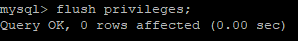 mysql> flush privileges;
Query OK, 0 rows affected (0.00 sec)